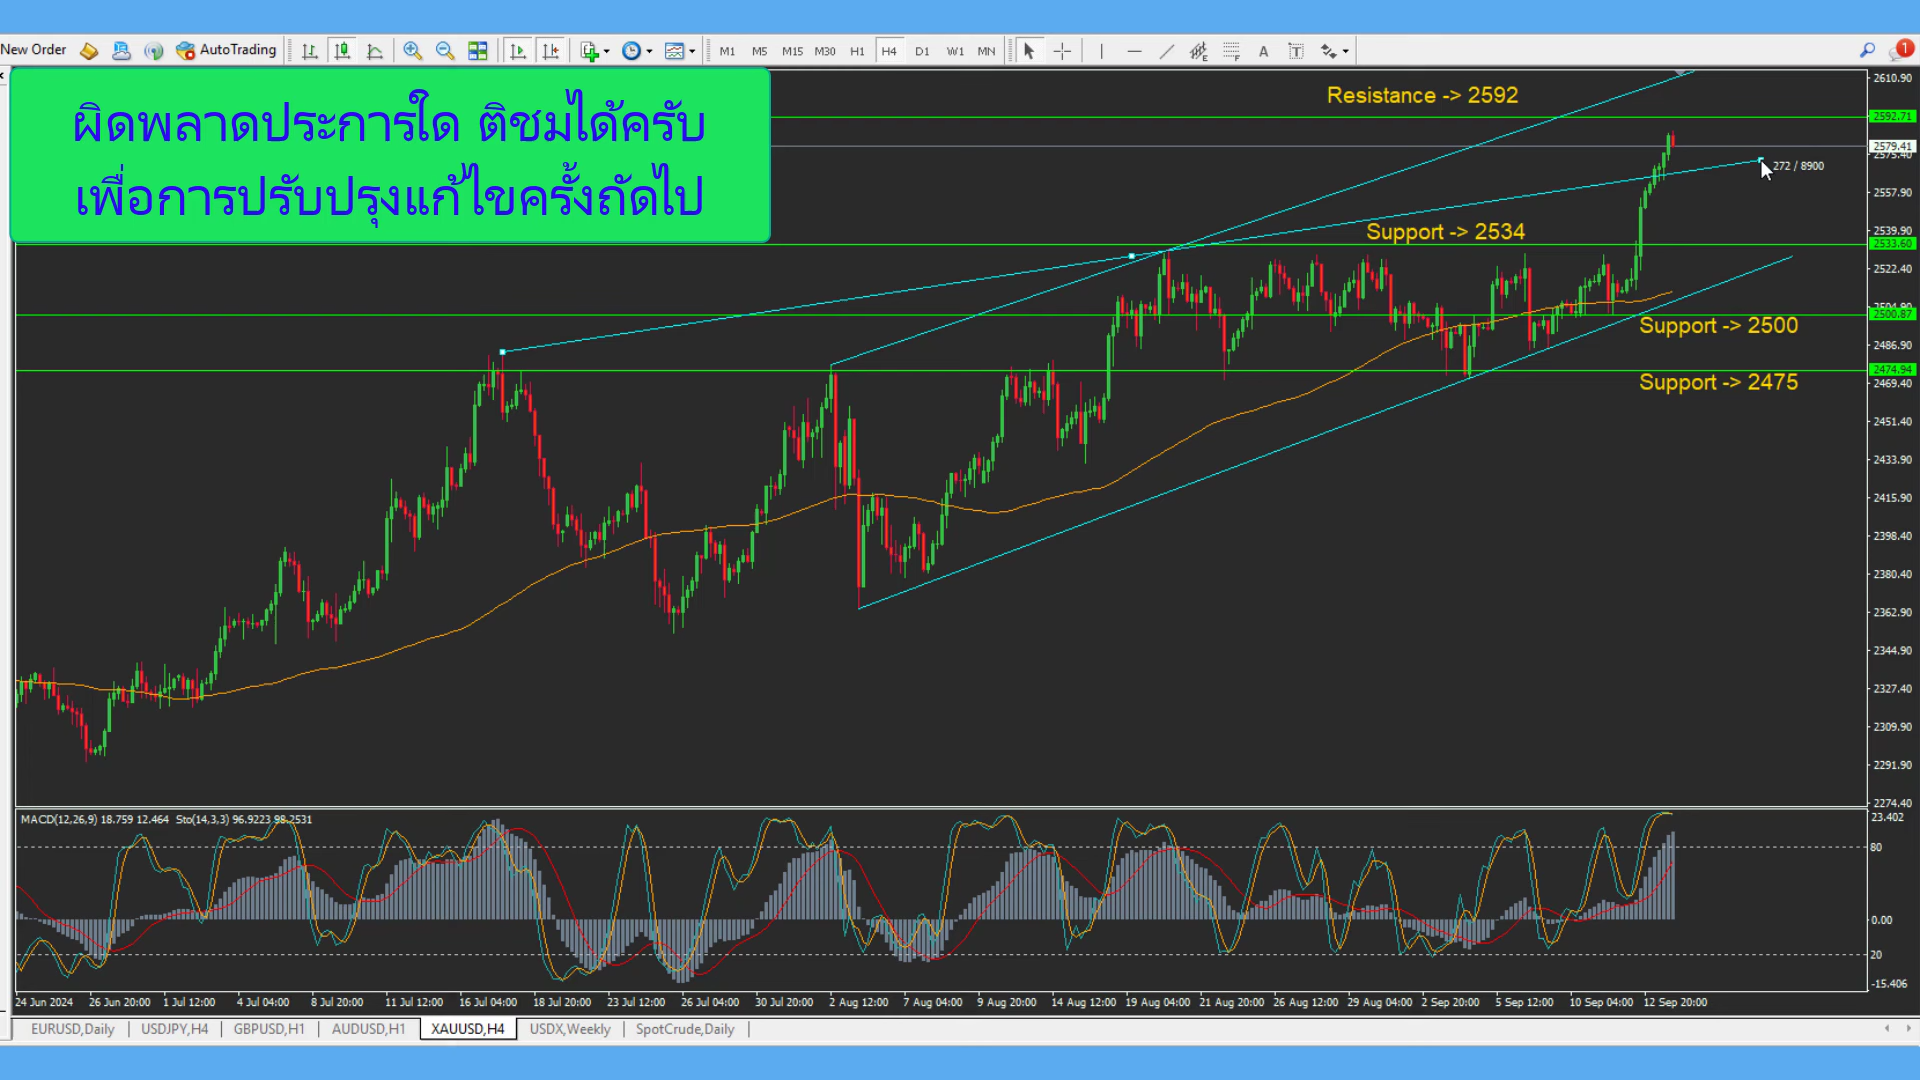 New Order AutoTrading M1 M5 M15 M30 H1 H4 D1 W1 MN A T 1
ผิดพลาดประการใด ติชมได้ครับ
เพื่อการปรับปรุงแก้ไขครั้งถัดไป
Resistance -> 2592
272 / 8900
Support -> 2534
Support -> 2500
Support -> 2475
2610.90
2592.71
2579.41
2575.40
2557.90
2539.90
2533.60
2522.40
2504.90
2500.87
2486.90
2474.94
2469.40
2451.40
2433.90
2415.90
2398.40
2380.40
2362.90
2344.90
2327.40
2309.90
2291.90
2274.40
MACD(12,26,9) 18.759 12.464 Sto(14,3,3) 96.9223 98.2531
23.402
80
0.00
20
-15.406
24 Jun 2024 26 Jun 20:00 1 Jul 12:00 4 Jul 04:00 8 Jul 20:00 11 Jul 12:00 16 Jul 04:00 18 Jul 20:00 23 Jul 12:00 26 Jul 04:00 30 Jul 20:00 2 Aug 12:00 7 Aug 04:00 9 Aug 20:00 14 Aug 12:00 19 Aug 04:00 21 Aug 20:00 26 Aug 12:00 29 Aug 04:00 2 Sep 20:00 5 Sep 12:00 10 Sep 04:00 12 Sep 20:00
EURUSD,Daily USDJPY,H4 GBPUSD,H1 AUDUSD,H1 XAUUSD,H4 USDX,Weekly SpotCrude,Daily